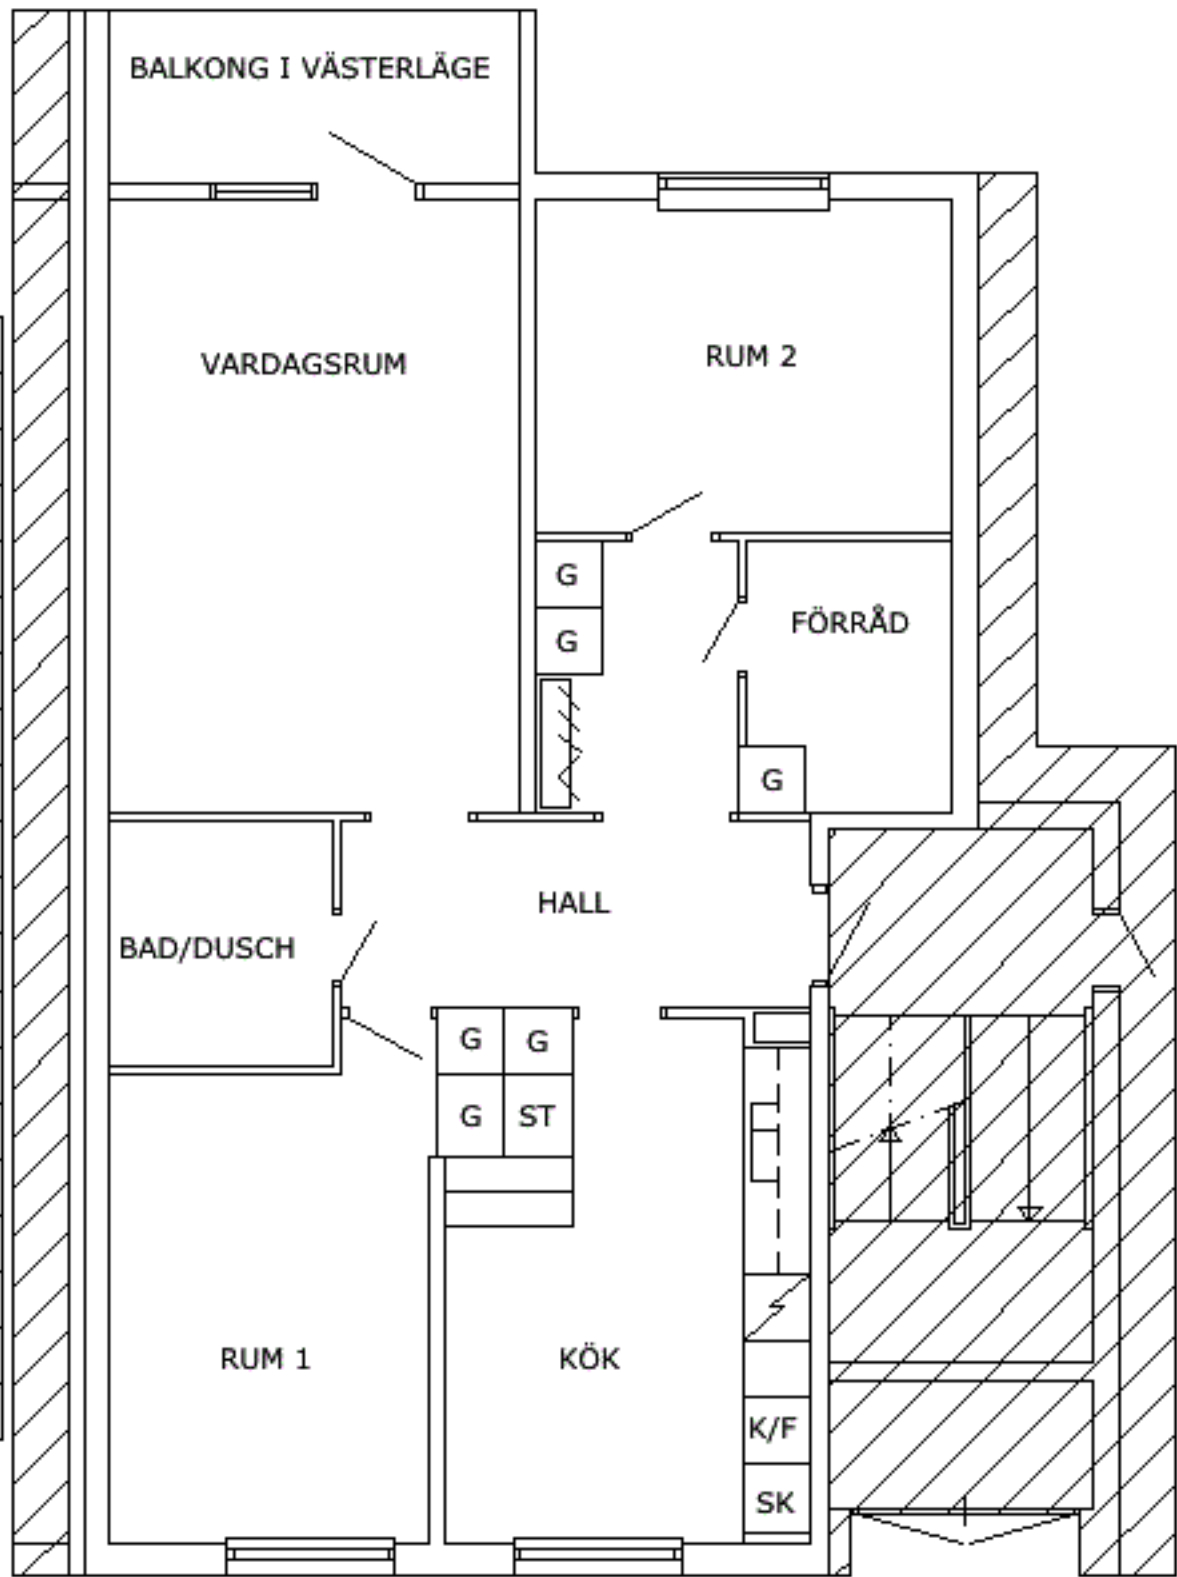 BALKONG I VÄSTERLÄGE
VARDAGSRUM
RUM 2
G
G
FÖRRÅD
G
HALL
BAD/DUSCH
G G
G ST
RUM 1
KÖK
K/F
SK